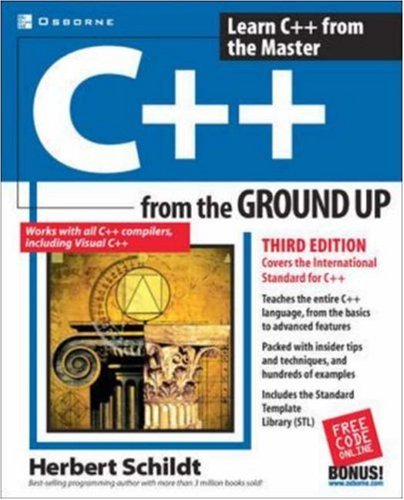 OSBORNE
Learn C++ from
the Master
C++
from the GROUND UP
Works with all C++ compilers,
including Visual C++
THIRD EDITION
Covers the International
Standard for C++
Teaches the entire C++
language, from the basics
to advanced features
Packed with insider tips
and techniques, and
hundreds of examples
Includes the Standard
Template
Library (STL)
FREE
CODE
ONLINE
BONUS!
www.osborne.com
Herbert Schildt
Best-selling programming author with more than 3 million books sold!